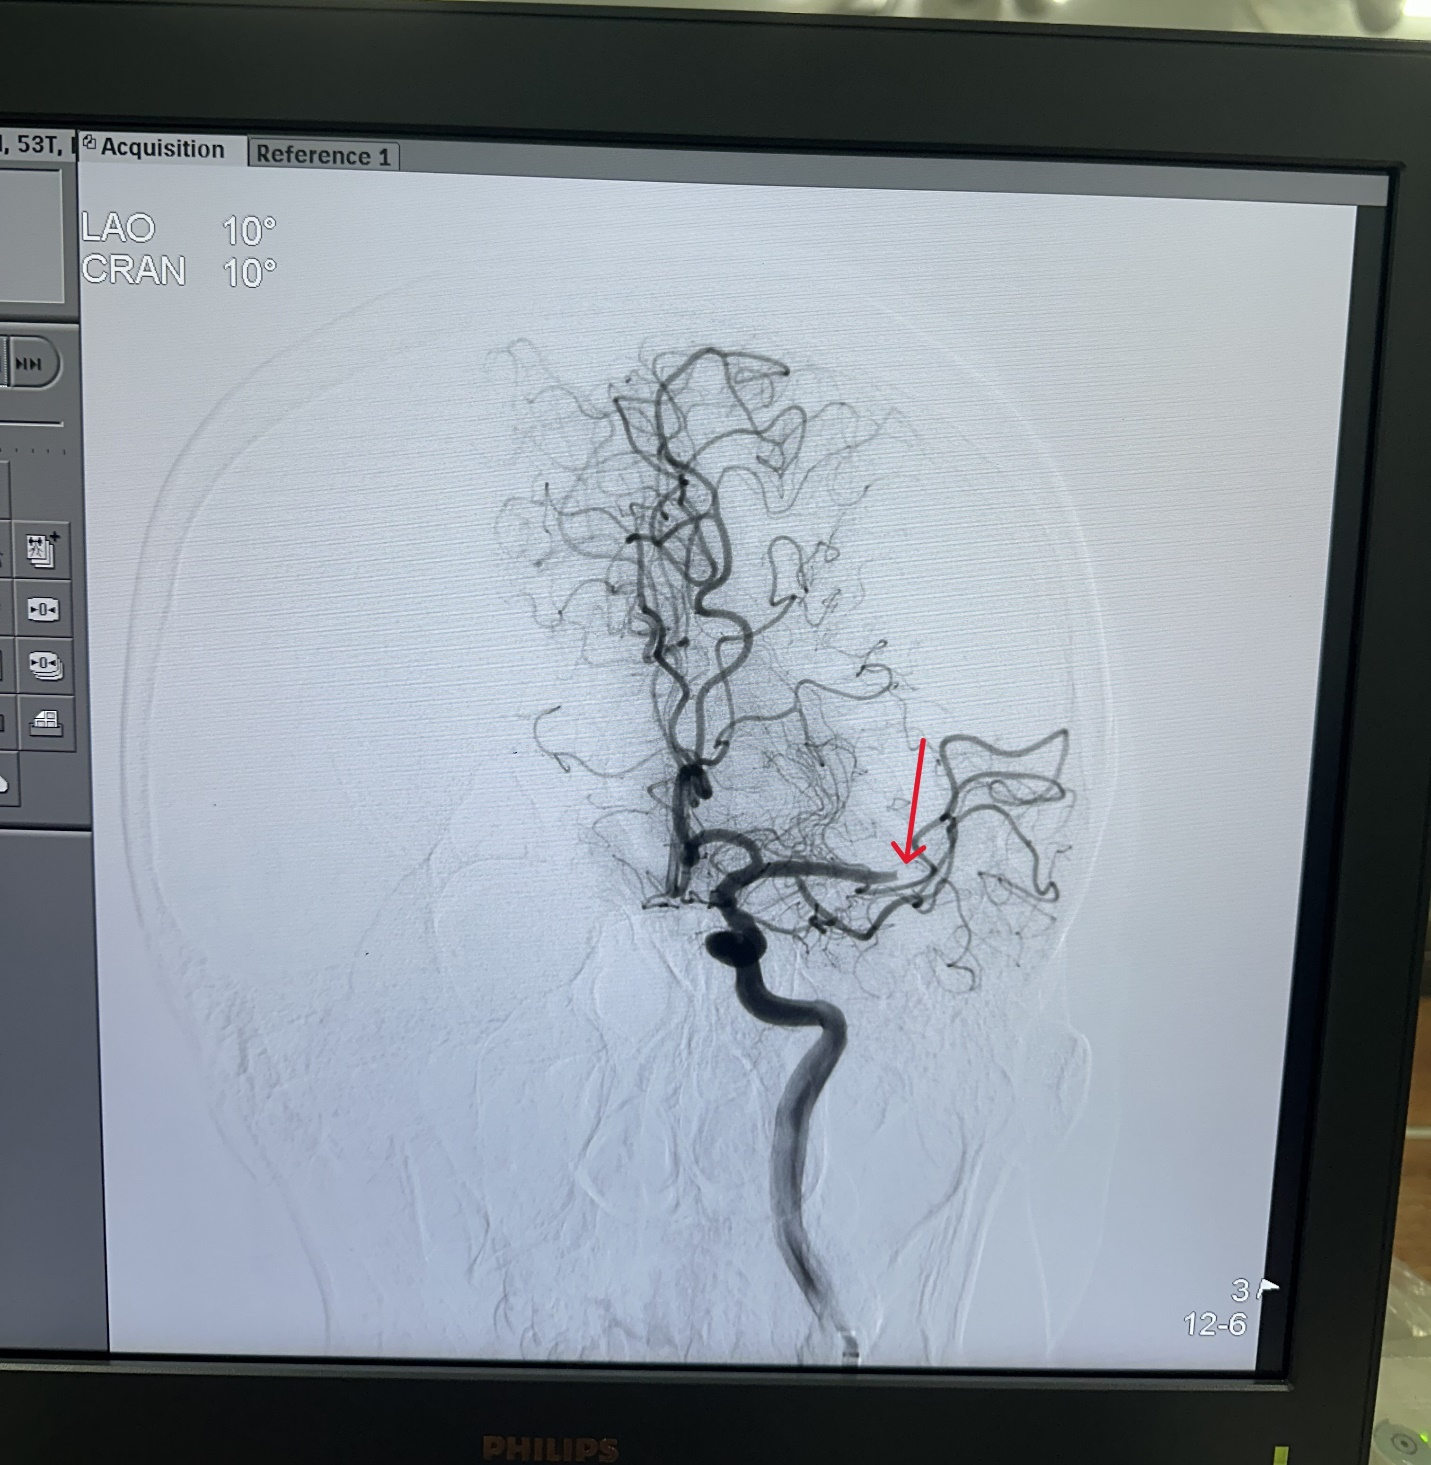 , 53T,
Acquisition
Reference 1
LAO 10°
CRAN 10°
3
12-6
PHILIPS